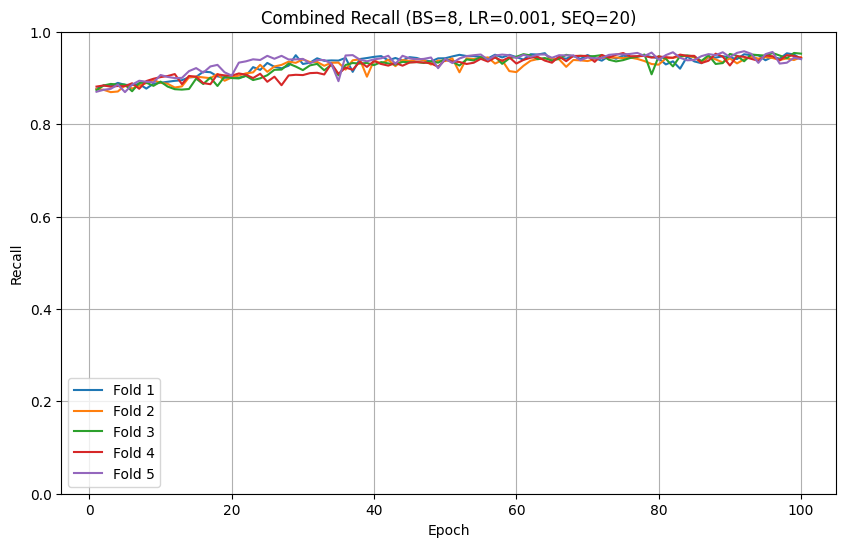 Combined Recall (BS=8, LR=0.001, SEQ=20)
1.0
0.8
0.6
0.4
0.2
0.0
Recall
Fold 1
Fold 2
Fold 3
Fold 4
Fold 5
0 20 40 60 80 100
Epoch